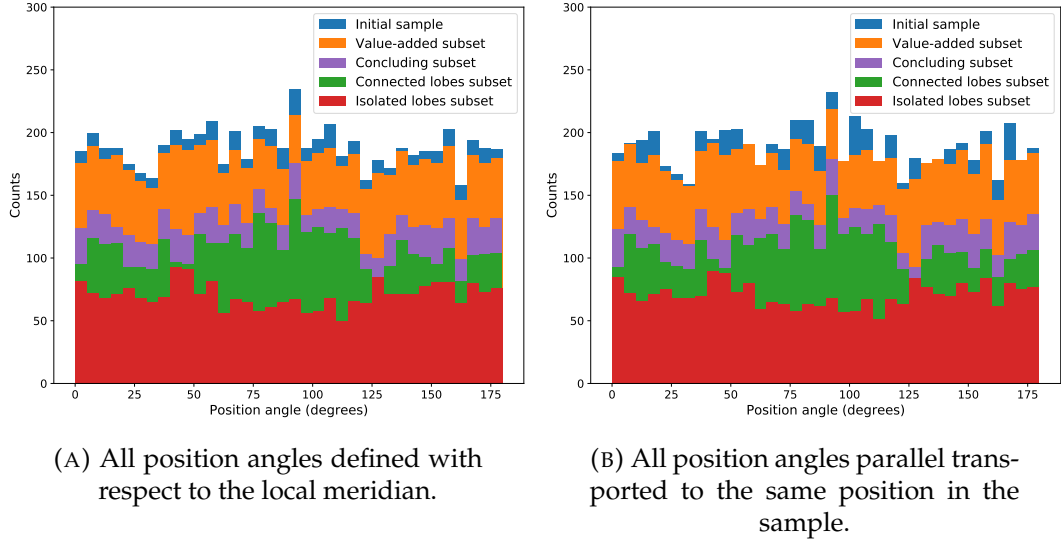 300
250
200
150
100
50
0
Counts
Initial sample
Value-added subset
Concluding subset
Connected lobes subset
Isolated lobes subset
0 25 50 75 100 125 150 175
Position angle (degrees)
(A) All position angles defined with
respect to the local meridian.
300
250
200
150
100
50
0
Counts
Initial sample
Value-added subset
Concluding subset
Connected lobes subset
Isolated lobes subset
0 25 50 75 100 125 150 175
Position angle (degrees)
(B) All position angles parallel trans-
ported to the same position in the
sample.